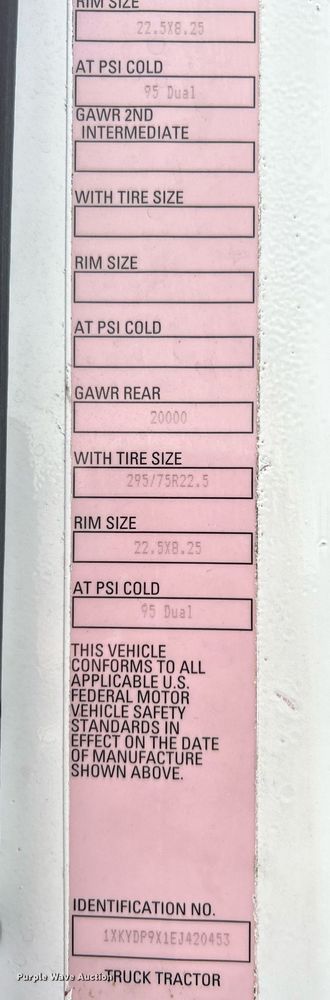 RIM SIZE
22.5X8.25
AT PSI COLD
95 Dual
GAWR 2ND
INTERMEDIATE
WITH TIRE SIZE
RIM SIZE
AT PSI COLD
GAWR REAR
20000
WITH TIRE SIZE
295/75R22.5
RIM SIZE
22.5X8.25
AT PSI COLD
95 Dual
THIS VEHICLE
CONFORMS TO ALL
APPLICABLE U.S.
FEDERAL MOTOR
VEHICLE SAFETY
STANDARDS IN
EFFECT ON THE DATE
OF MANUFACTURE
SHOWN ABOVE.
IDENTIFICATION NO.
1XKYDP9X1EJ420453
Purple Wave Auction
TRUCK TRACTOR